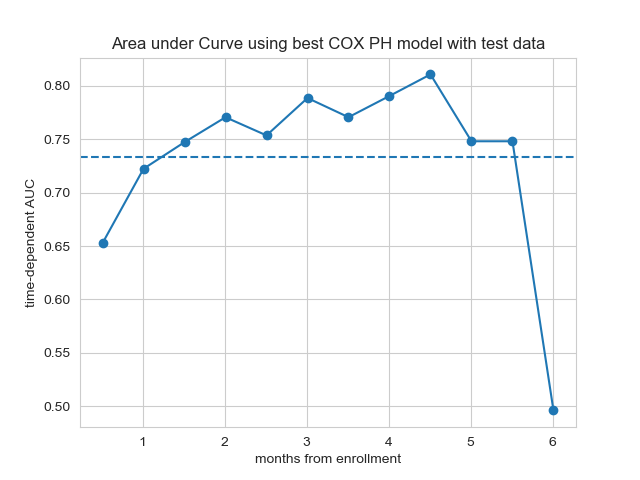 Area under Curve using best COX PH model with test data
time-dependent AUC
0.80
0.75
0.70
0.65
0.60
0.55
0.50
1 2 3 4 5 6
months from enrollment